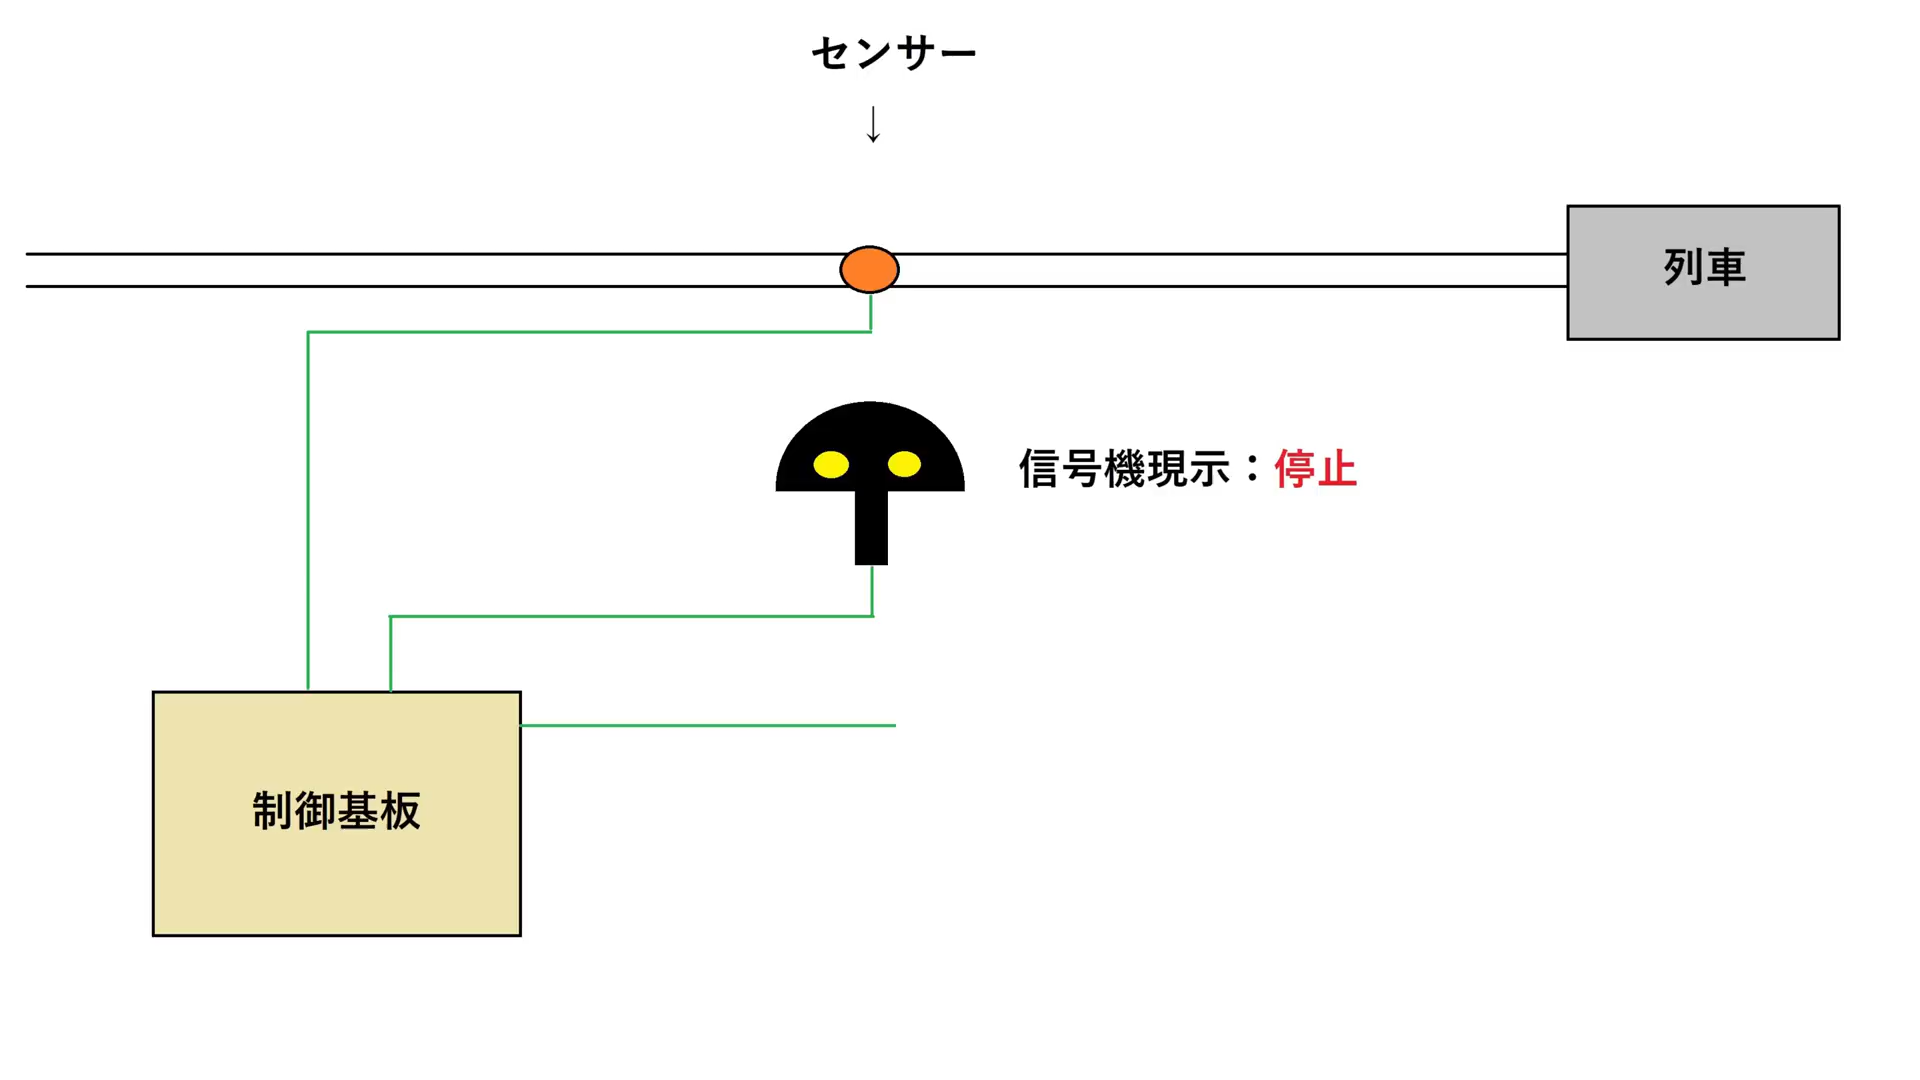 センサー
↓
列車
信号機現示：停止
制御基板